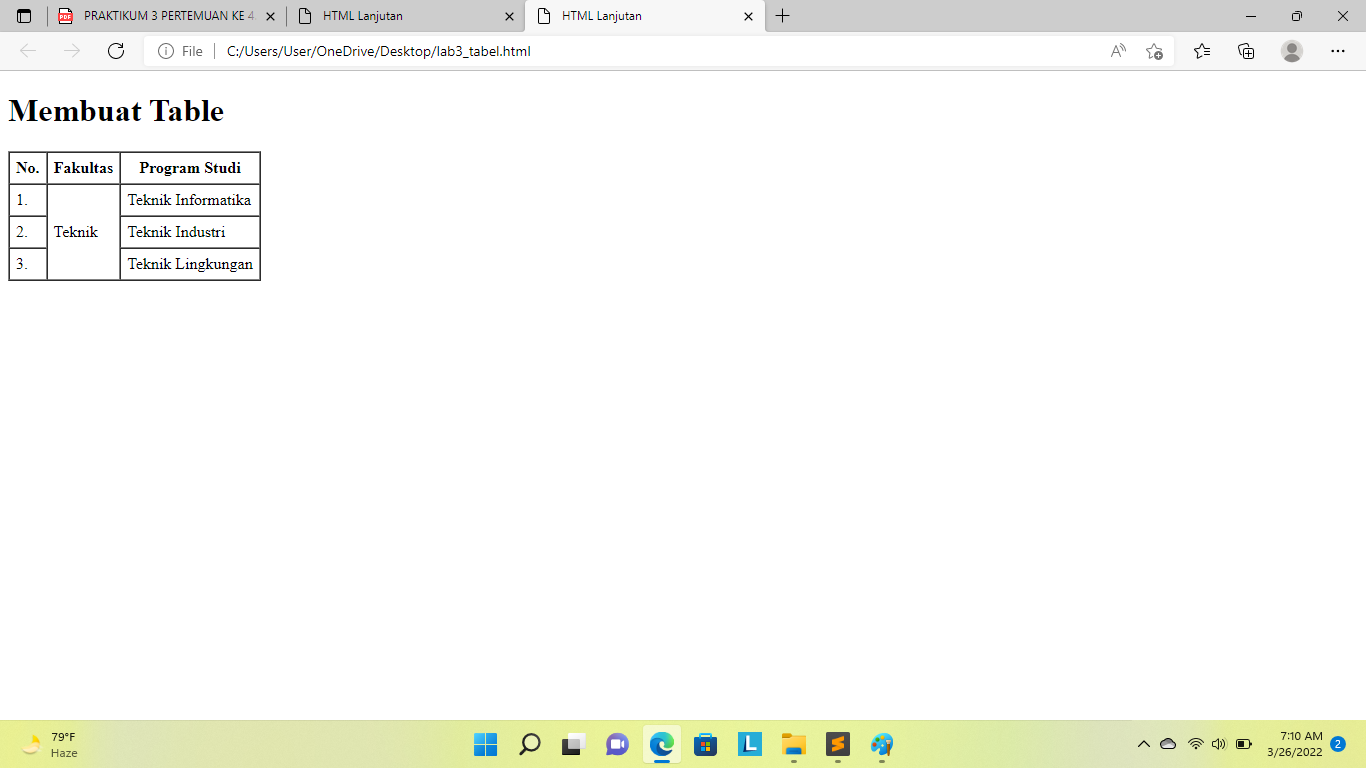 PRAKTIKUM 3 PERTEMUAN KE 4
HTML Lanjutan
HTML Lanjutan
File
C:/Users/User/OneDrive/Desktop/lab3_tabel.html
Membuat Table
No. Fakultas Program Studi
1. Teknik Informatika
2. Teknik Teknik Industri
3. Teknik Lingkungan
79°F
Haze
7:10 AM
3/26/2022
2